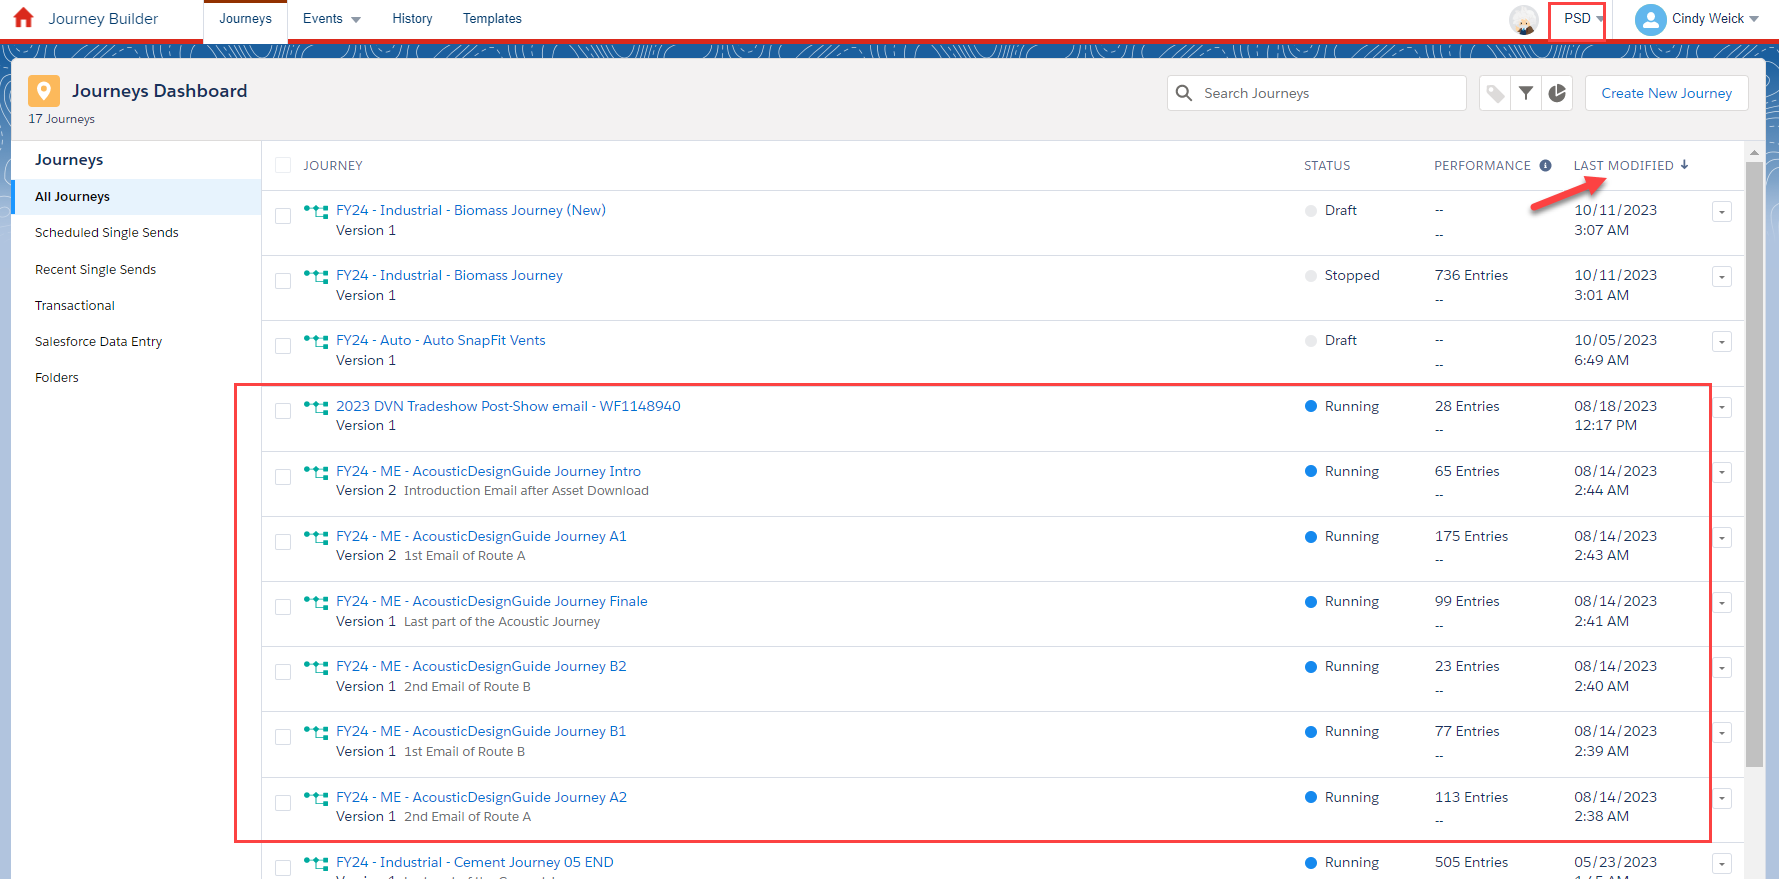 Journey Builder
Journeys
Events
History
Templates
PSD
Cindy Weick
Journeys Dashboard
17 Journeys
Search Journeys
Create New Journey
Journeys
All Journeys
Scheduled Single Sends
Recent Single Sends
Transactional
Salesforce Data Entry
Folders
JOURNEY STATUS PERFORMANCE LAST MODIFIED
FY24 - Industrial - Biomass Journey (New) Draft -- 10/11/2023
Version 1 -- 3:07 AM
FY24 - Industrial - Biomass Journey Stopped 736 Entries 10/11/2023
Version 1 -- 3:01 AM
FY24 - Auto - Auto SnapFit Vents Draft -- 10/05/2023
Version 1 -- 6:49 AM
2023 DVN Tradeshow Post-Show email - WF1148940 Running 28 Entries 08/18/2023
Version 1 -- 12:17 PM
FY24 - ME - AcousticDesignGuide Journey Intro Running 65 Entries 08/14/2023
Version 2 Introduction Email after Asset Download -- 2:44 AM
FY24 - ME - AcousticDesignGuide Journey A1 Running 175 Entries 08/14/2023
Version 2 1st Email of Route A -- 2:43 AM
FY24 - ME - AcousticDesignGuide Journey Finale Running 99 Entries 08/14/2023
Version 1 Last part of the Acoustic Journey -- 2:41 AM
FY24 - ME - AcousticDesignGuide Journey B2 Running 23 Entries 08/14/2023
Version 1 2nd Email of Route B -- 2:40 AM
FY24 - ME - AcousticDesignGuide Journey B1 Running 77 Entries 08/14/2023
Version 1 1st Email of Route B -- 2:39 AM
FY24 - ME - AcousticDesignGuide Journey A2 Running 113 Entries 08/14/2023
Version 1 2nd Email of Route A -- 2:38 AM
FY24 - Industrial - Cement Journey 05 END Running 505 Entries 05/23/2023